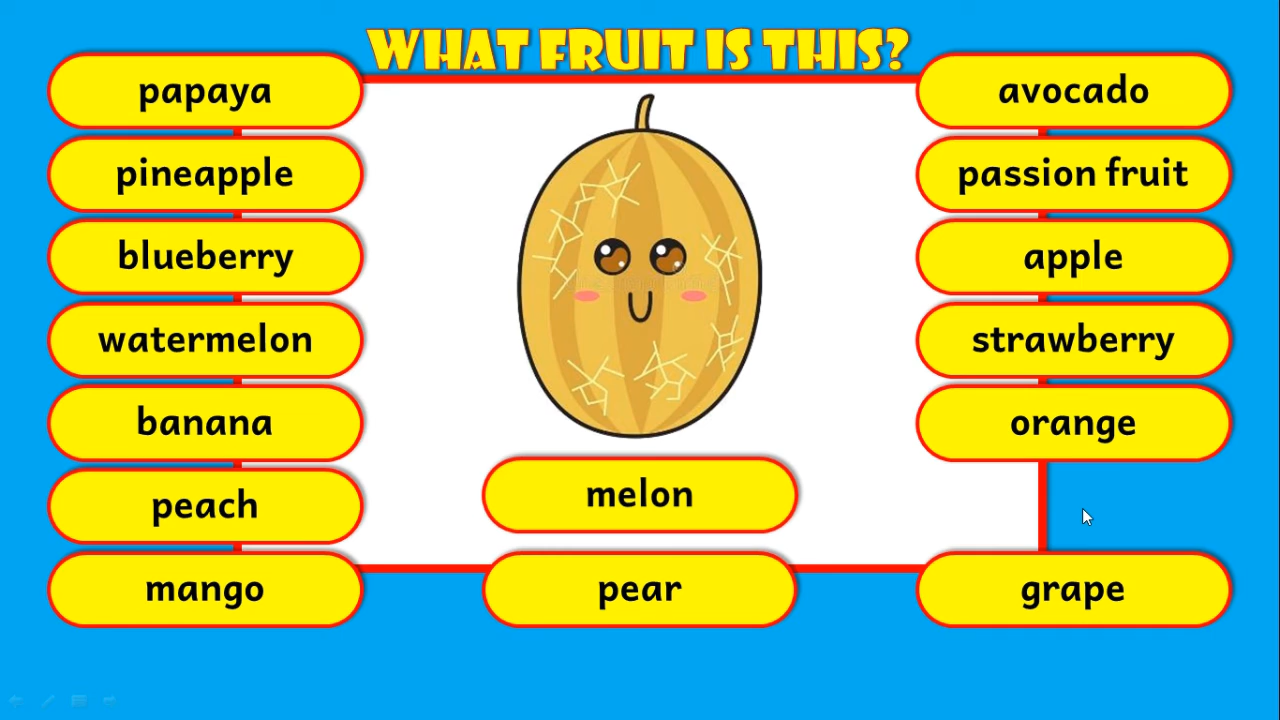 WHAT FRUIT IS THIS?
papaya
pineapple
blueberry
watermelon
banana
peach
mango
melon
pear
avocado
passion fruit
apple
strawberry
orange
grape